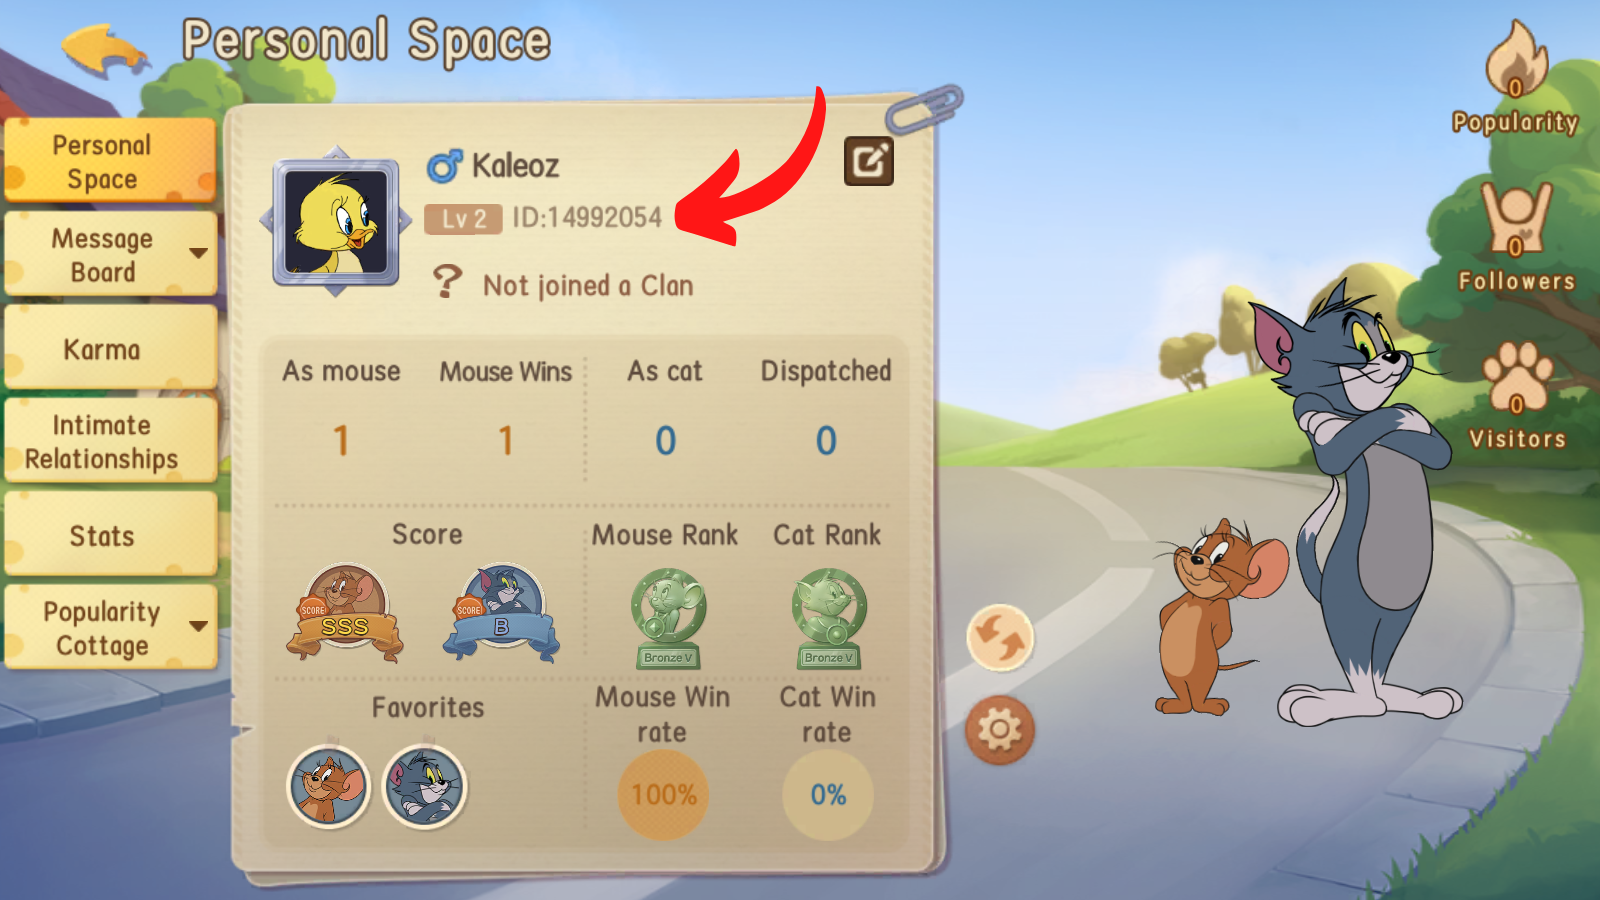 Personal Space
Personal
Space
Message
Board
Karma
Intimate
Relationships
Stats
Popularity
Cottage
Kaleoz
Lv 2 ID:14992054
? Not joined a Clan
As mouse Mouse Wins As cat Dispatched
1 1 0 0
Score Mouse Rank Cat Rank
SCORE SSS
SCORE B
Bronze V Bronze V
Favorites
Mouse Win
rate
Cat Win
rate
100% 0%
0
Popularity
0
Followers
0
Visitors